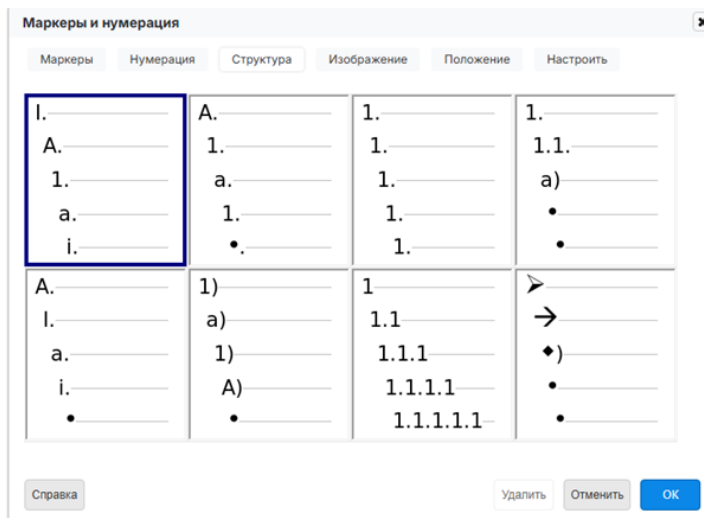 Маркеры и нумерация
Маркеры Нумерация Структура Изображение Положение Настроить
I. A. 1. 1.
A. 1. 1. 1.1.
1. a. 1. a)
a. 1. 1. •
i. •. 1. •
A. 1) 1 ➢
I. a) 1.1 →
a. 1) 1.1.1 ◆)
i. A) 1.1.1.1 •
• • 1.1.1.1.1 •
Справка Удалить Отменить ОК